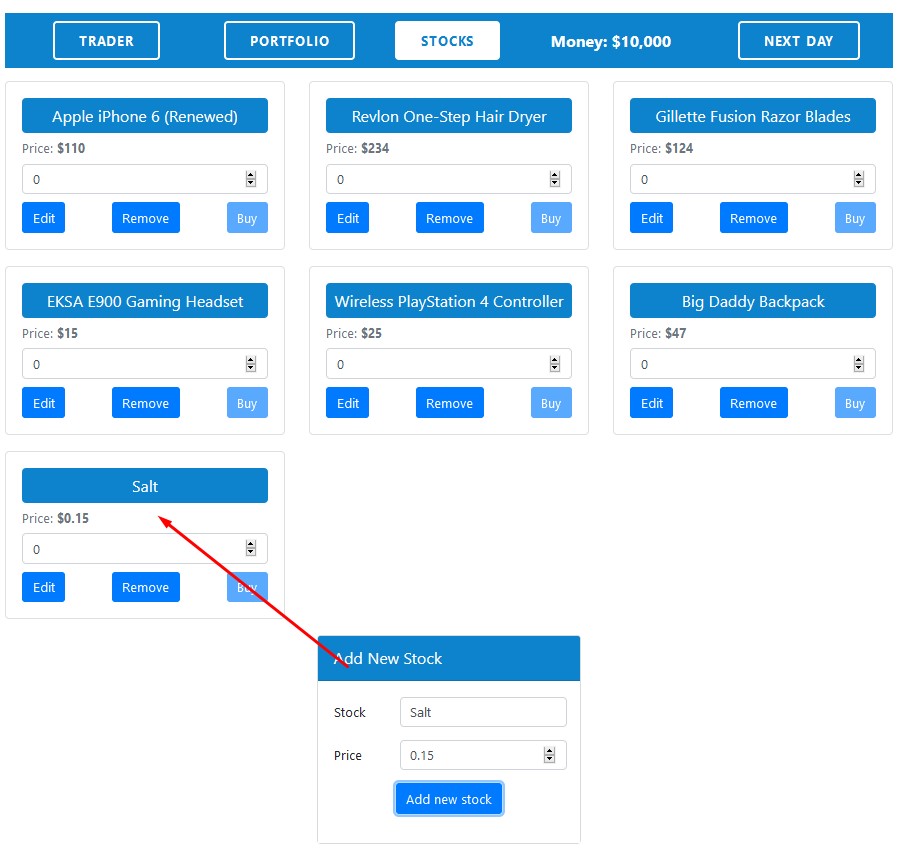 TRADER PORTFOLIO STOCKS Money: $10,000 NEXT DAY
Apple iPhone 6 (Renewed)
Price: $110
0
Edit Remove Buy
Revlon One-Step Hair Dryer
Price: $234
0
Edit Remove Buy
Gillette Fusion Razor Blades
Price: $124
0
Edit Remove Buy
EKSA E900 Gaming Headset
Price: $15
0
Edit Remove Buy
Wireless PlayStation 4 Controller
Price: $25
0
Edit Remove Buy
Big Daddy Backpack
Price: $47
0
Edit Remove Buy
Salt
Price: $0.15
0
Edit Remove Buy
Add New Stock
Stock Salt
Price 0.15
Add new stock